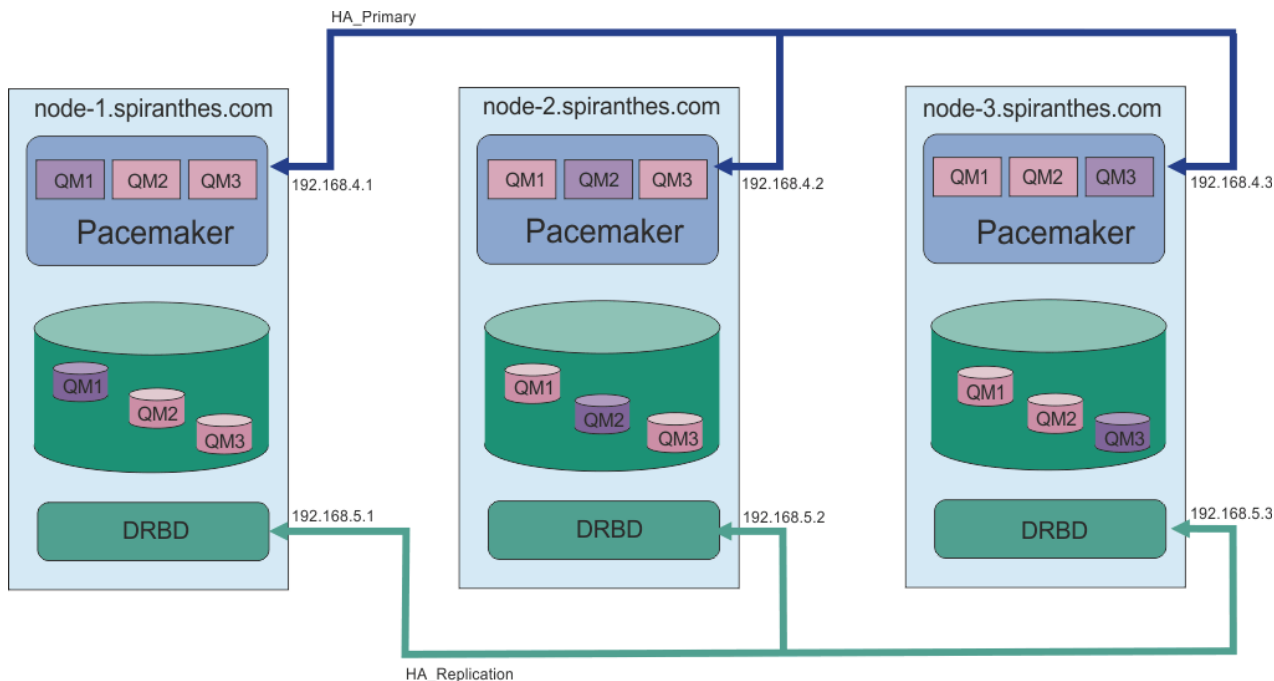 HA_Primary
node-1.spiranthes.com
QM1 QM2 QM3
192.168.4.1
Pacemaker
QM1
QM2
QM3
192.168.5.1
DRBD
node-2.spiranthes.com
QM1 QM2 QM3
192.168.4.2
Pacemaker
QM1
QM2
QM3
192.168.5.2
DRBD
node-3.spiranthes.com
QM1 QM2 QM3
192.168.4.3
Pacemaker
QM1
QM2
QM3
192.168.5.3
DRBD
HA_Replication